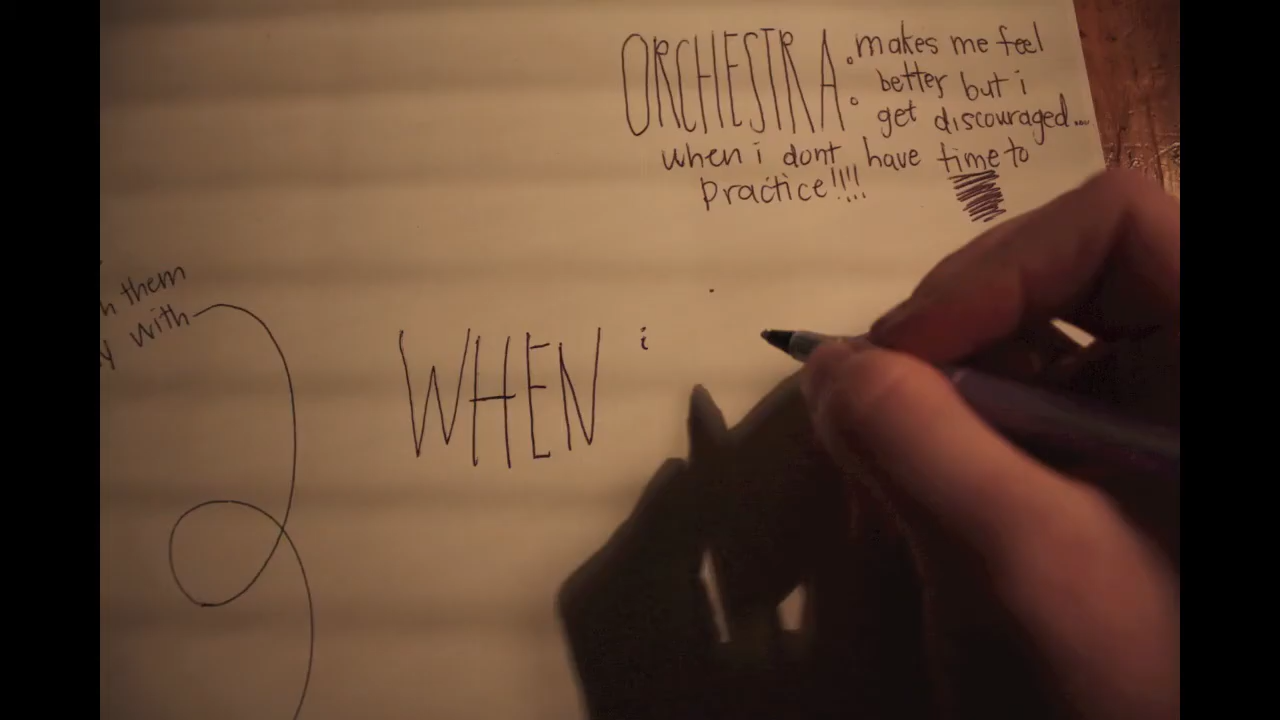 ORCHESTRA: makes me feel
better but i
get discouraged....
when i dont have time to
practice!!!!
them
with
WHEN i